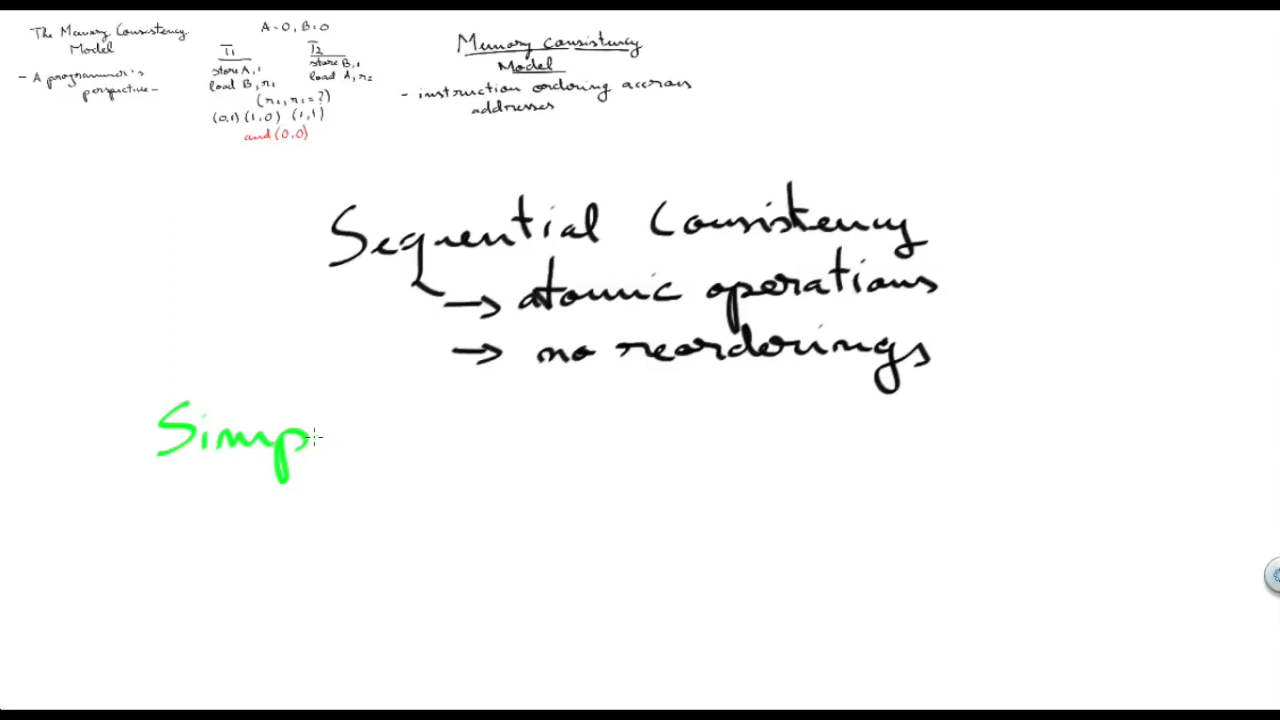 The Memory Consistency
Model
- A programmer's
perspective -
A=0, B=0
T1
store A,1
load B, r1
T2
store B,1
load A, r2
(r1, r2 = ?)
(0,1) (1,0) (1,1)
and (0,0)
Memory consistency
Model
- instruction ordering accross
addresses
Sequential Consistency
→ atomic operations
→ no reorderings
Simp